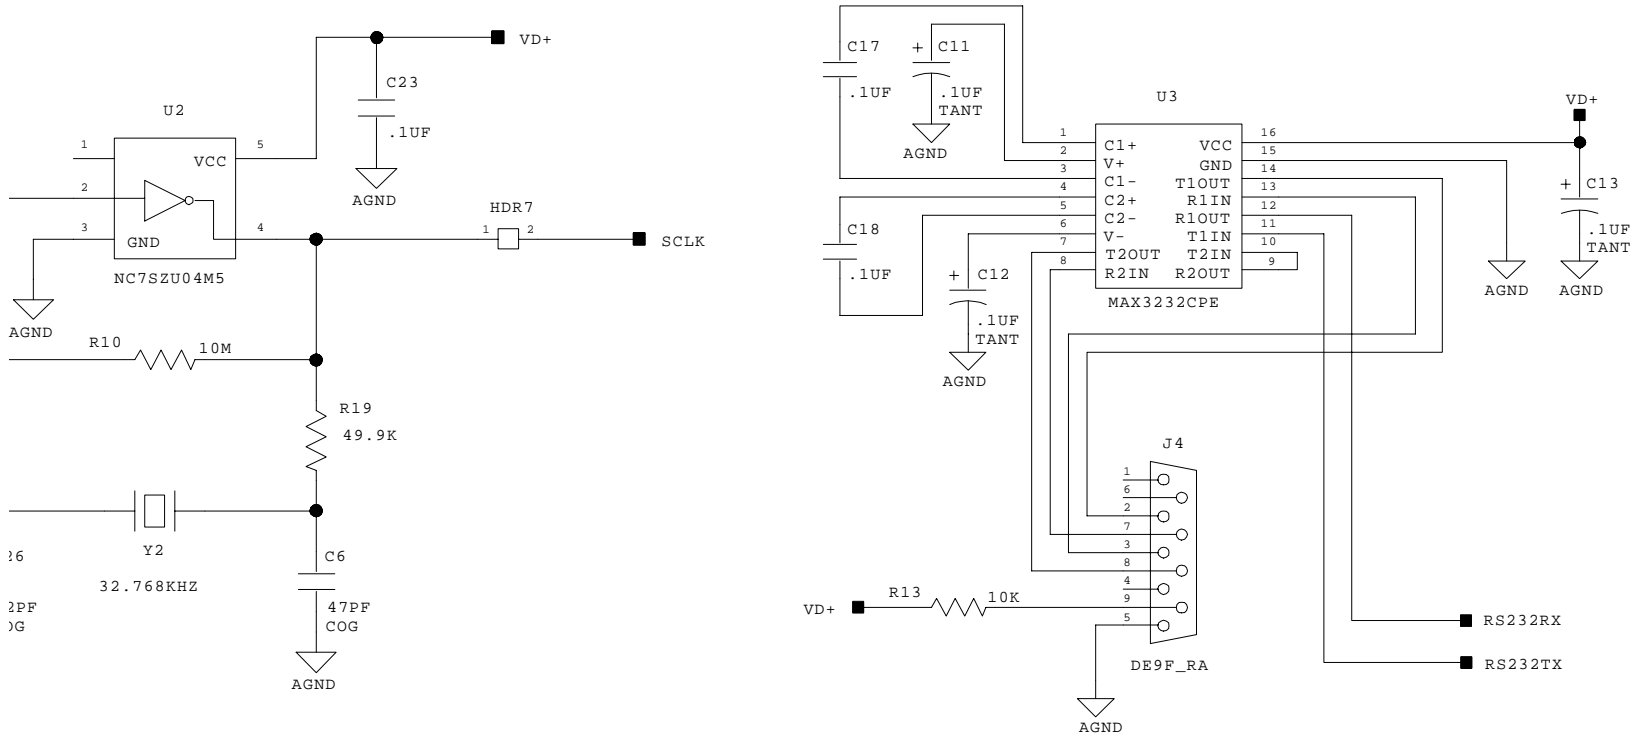 VD+
C23
.1UF
AGND
U2
1
2
3
VCC
GND
5
4
NC7SZU04M5
AGND
HDR7
1
2
SCLK
R10
10M
R19
49.9K
Y2
32.768KHZ
26
2PF
OG
C6
47PF
COG
AGND
C17
.1UF
+
C11
.1UF
TANT
AGND
U3
1
2
3
4
5
6
7
8
C1+
V+
C1-
C2+
C2-
V-
T2OUT
R2IN
VCC
GND
T1OUT
R1IN
R1OUT
T1IN
T2IN
R2OUT
16
15
14
13
12
11
10
9
MAX3232CPE
VD+
+
C13
.1UF
TANT
AGND
AGND
C18
.1UF
+
C12
.1UF
TANT
AGND
J4
1
6
2
7
3
8
4
9
5
DE9F_RA
VD+
R13
10K
AGND
RS232RX
RS232TX